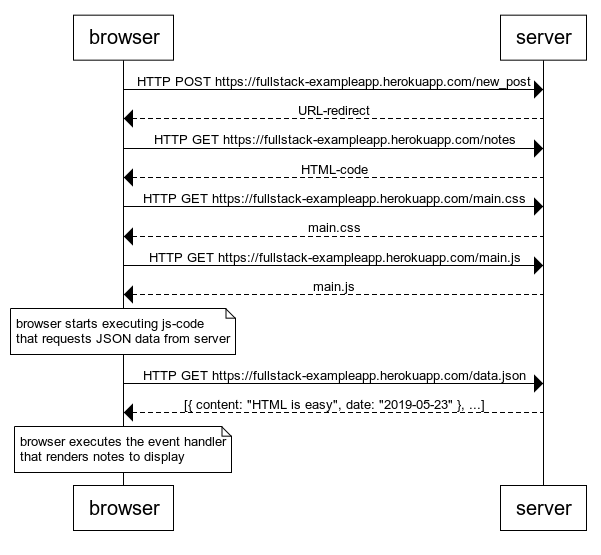 browser
server
HTTP POST https://fullstack-exampleapp.herokuapp.com/new_post
URL-redirect
HTTP GET https://fullstack-exampleapp.herokuapp.com/notes
HTML-code
HTTP GET https://fullstack-exampleapp.herokuapp.com/main.css
main.css
HTTP GET https://fullstack-exampleapp.herokuapp.com/main.js
main.js
browser starts executing js-code
that requests JSON data from server
HTTP GET https://fullstack-exampleapp.herokuapp.com/data.json
[{ content: "HTML is easy", date: "2019-05-23" }, ...]
browser executes the event handler
that renders notes to display
browser
server